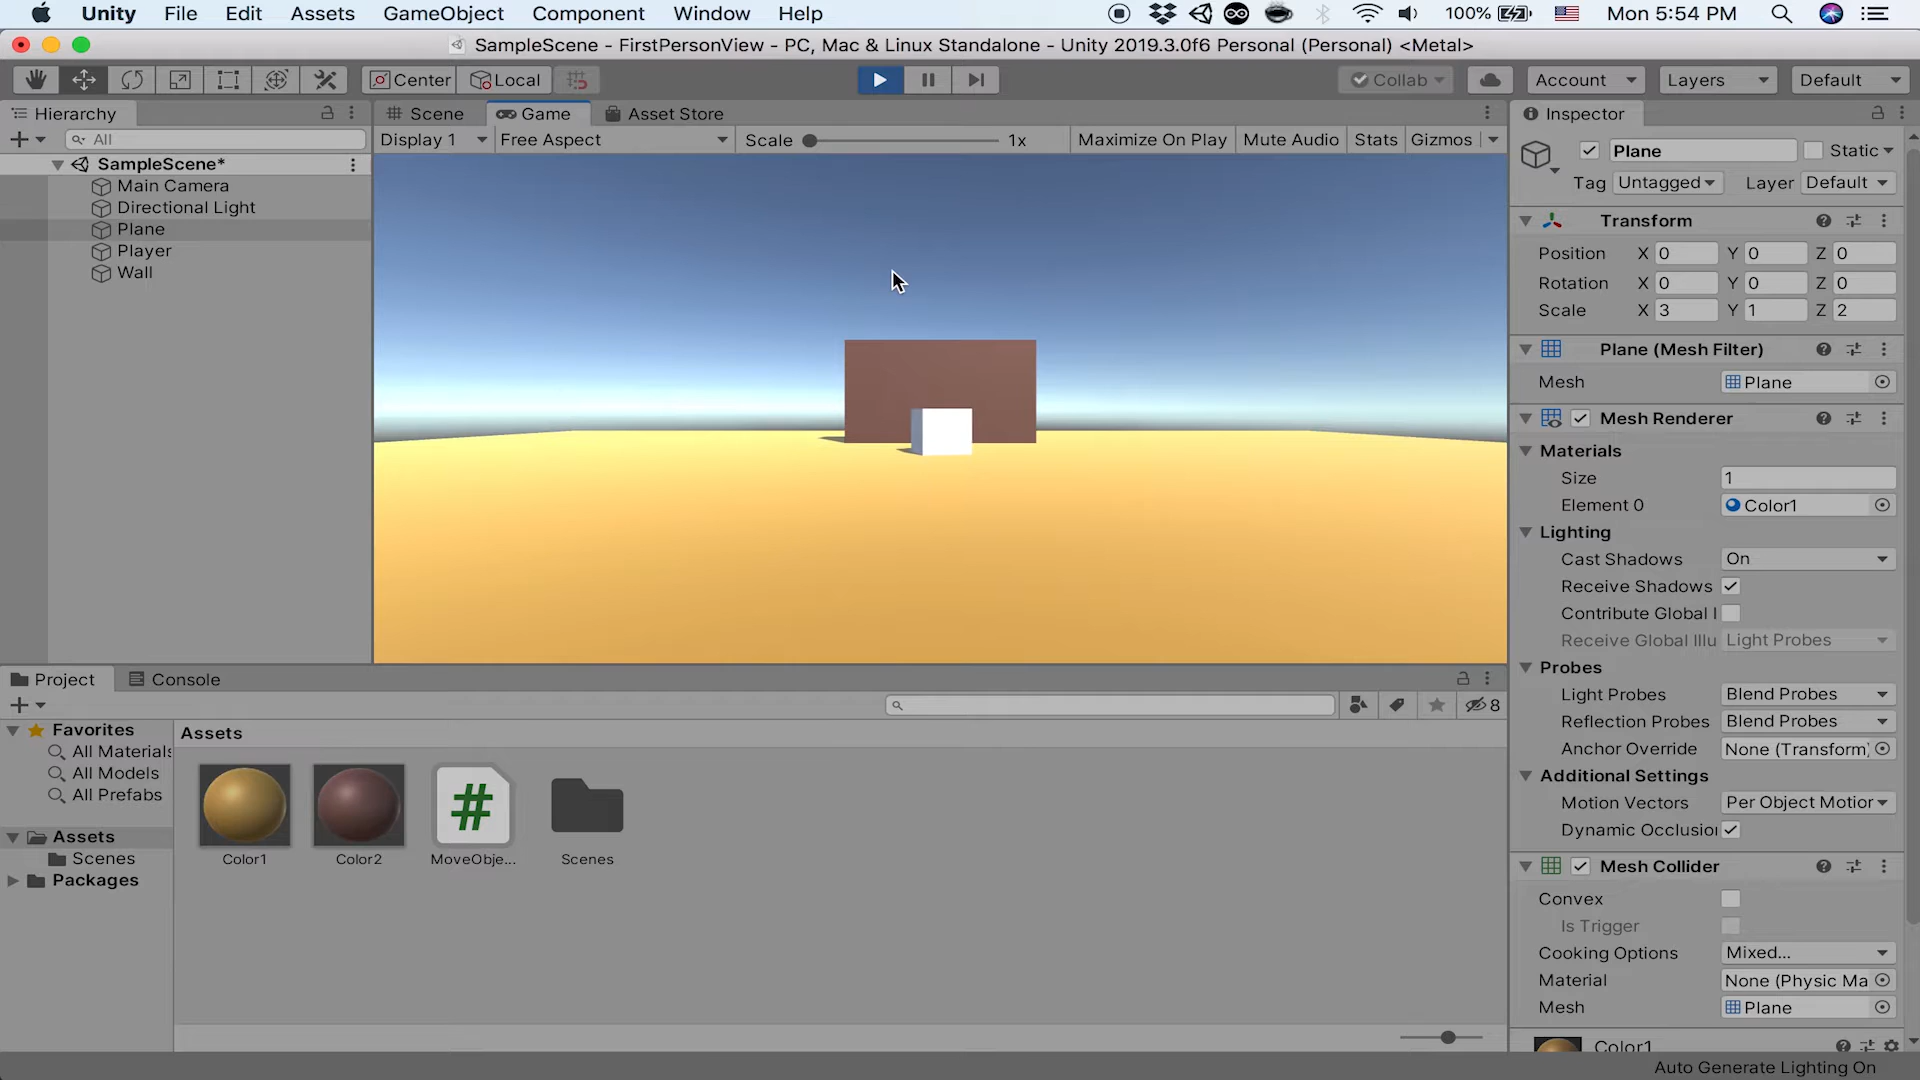 Unity File Edit Assets GameObject Component Window Help 100% Mon 5:54 PM
SampleScene - FirstPersonView - PC, Mac & Linux Standalone - Unity 2019.3.0f6 Personal (Personal) <Metal>
Center Local Collab Account Layers Default
Hierarchy
All
SampleScene*
Main Camera
Directional Light
Plane
Player
Wall
Scene Game Asset Store
Display 1 Free Aspect Scale 1x Maximize On Play Mute Audio Stats Gizmos
Inspector
Plane Static
Tag Untagged Layer Default
Transform
Position X 0 Y 0 Z 0
Rotation X 0 Y 0 Z 0
Scale X 3 Y 1 Z 2
Plane (Mesh Filter)
Mesh Plane
Mesh Renderer
Materials
Size 1
Element 0 Color1
Lighting
Cast Shadows On
Receive Shadows
Contribute Global I
Receive Global Illu Light Probes
Probes
Light Probes Blend Probes
Reflection Probes Blend Probes
Anchor Override None (Transform)
Additional Settings
Motion Vectors Per Object Motior
Dynamic Occlusion
Mesh Collider
Convex
Is Trigger
Cooking Options Mixed...
Material None (Physic Ma
Mesh Plane
Color1
Project Console
8
Favorites
All Materials
All Models
All Prefabs
Assets
Scenes
Packages
Assets
Color1 Color2 MoveObje... Scenes
Auto Generate Lighting On